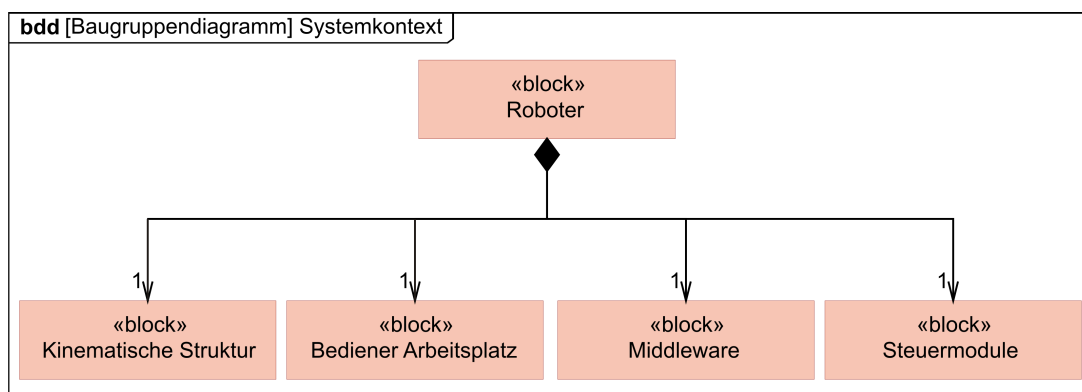 bdd [Baugruppendiagramm] Systemkontext
«block»
Roboter
1
1
1
1
«block»
Kinematische Struktur
«block»
Bediener Arbeitsplatz
«block»
Middleware
«block»
Steuermodule